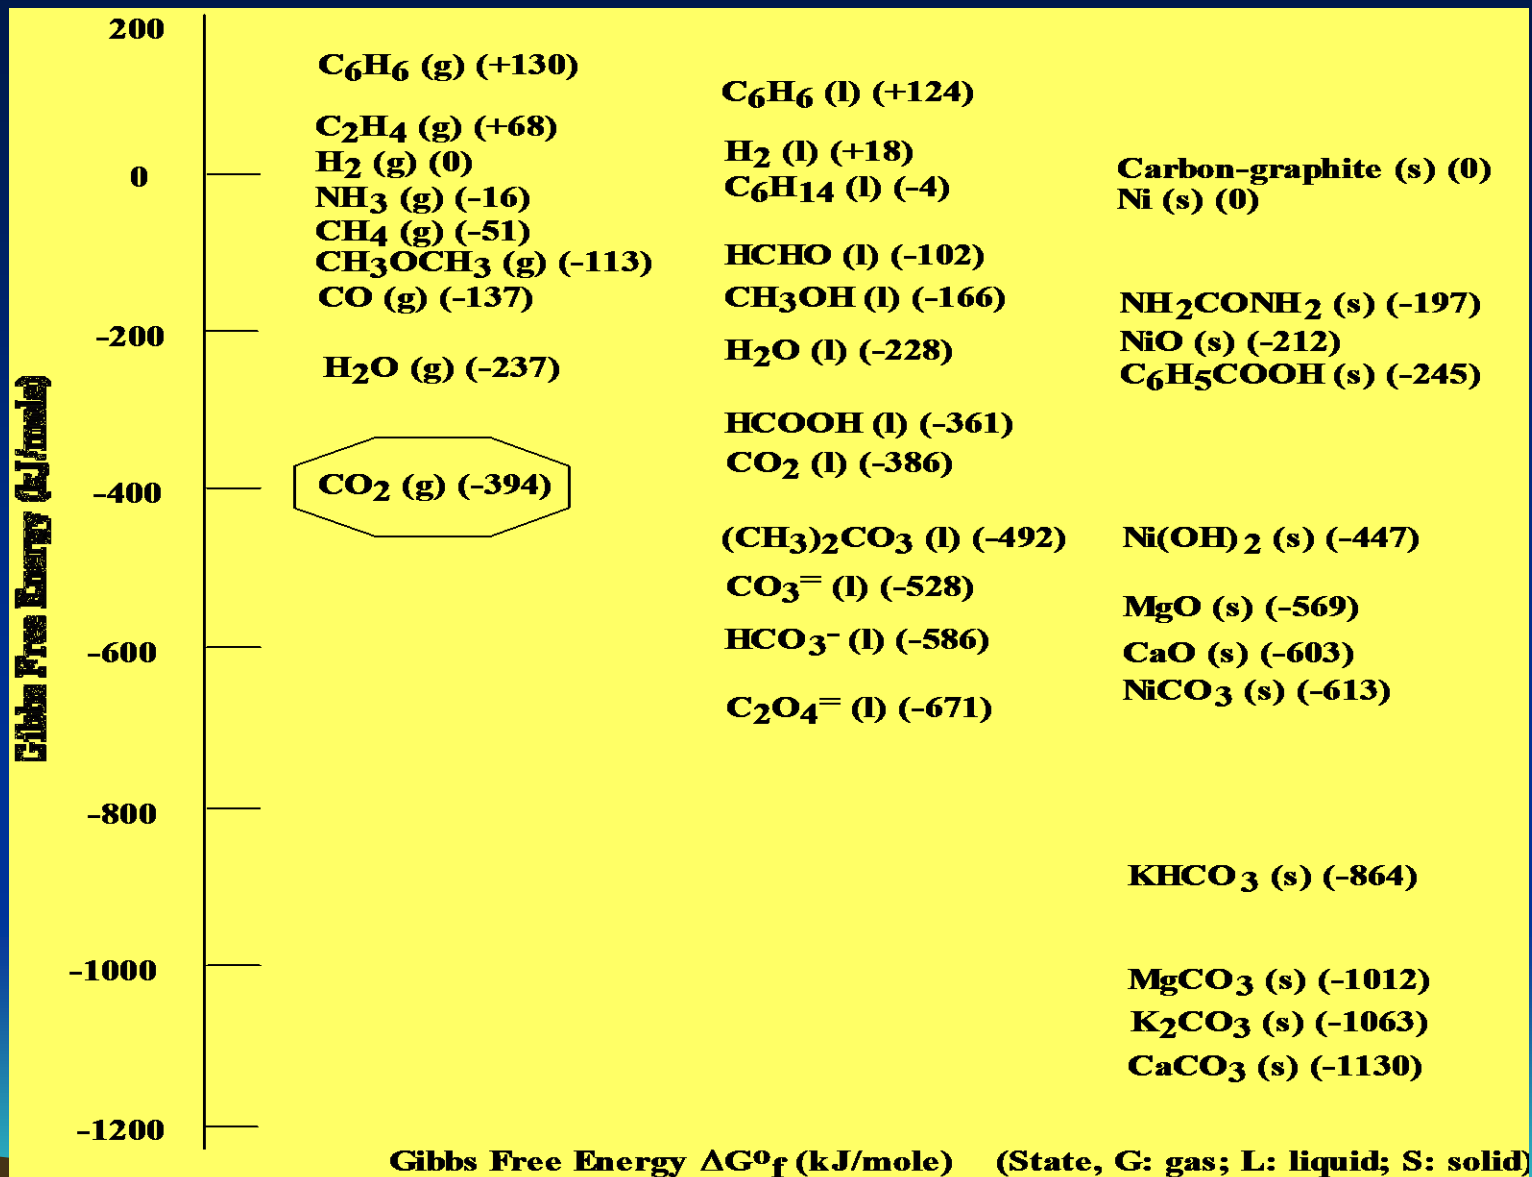 200
0
-200
-400
-600
-800
-1000
-1200
Gibbs Free Energy (kJ/mole)
C6H6 (g) (+130)
C2H4 (g) (+68)
H2 (g) (0)
NH3 (g) (-16)
CH4 (g) (-51)
CH3OCH3 (g) (-113)
CO (g) (-137)
H2O (g) (-237)
CO2 (g) (-394)
C6H6 (l) (+124)
H2 (l) (+18)
C6H14 (l) (-4)
HCHO (l) (-102)
CH3OH (l) (-166)
H2O (l) (-228)
HCOOH (l) (-361)
CO2 (l) (-386)
(CH3)2CO3 (l) (-492)
CO3= (l) (-528)
HCO3- (l) (-586)
C2O4= (l) (-671)
Carbon-graphite (s) (0)
Ni (s) (0)
NH2CONH2 (s) (-197)
NiO (s) (-212)
C6H5COOH (s) (-245)
Ni(OH)2 (s) (-447)
MgO (s) (-569)
CaO (s) (-603)
NiCO3 (s) (-613)
KHCO3 (s) (-864)
MgCO3 (s) (-1012)
K2CO3 (s) (-1063)
CaCO3 (s) (-1130)
Gibbs Free Energy ΔGºf (kJ/mole) (State, G: gas; L: liquid; S: solid)